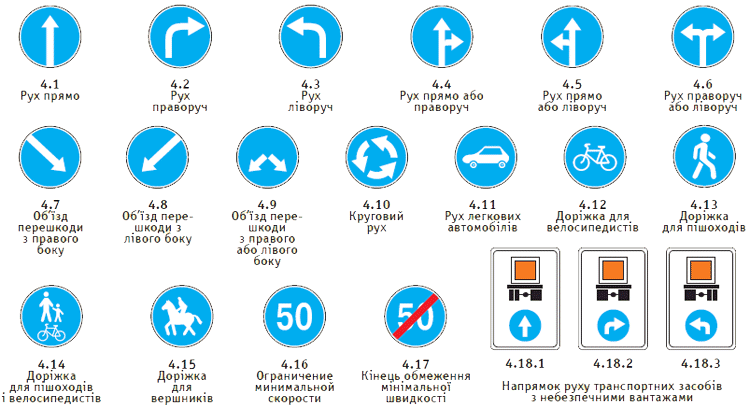 4.1
Рух прямо
4.2
Рух
праворуч
4.3
Рух
ліворуч
4.4
Рух прямо або
праворуч
4.5
Рух прямо
або ліворуч
4.6
Рух праворуч
або ліворуч
4.7
Об'їзд
перешкоди
з правого
боку
4.8
Об'їзд пере-
шкоди з
лівого боку
4.9
Об'їзд пере-
шкоди
з правого
або лівого
боку
4.10
Круговий
рух
4.11
Рух легкових
автомобілів
4.12
Доріжка для
велосипедистів
4.13
Доріжка
для пішоходів
4.14
Доріжка
для пішоходів
і велосипедистів
4.15
Доріжка
для
вершників
50
4.16
Ограничение
минимальной
скорости
50
4.17
Кінець обмеження
мінімальної
швидкості
4.18.1
4.18.2
4.18.3
Напрямок руху транспортних засобів
з небезпечними вантажами